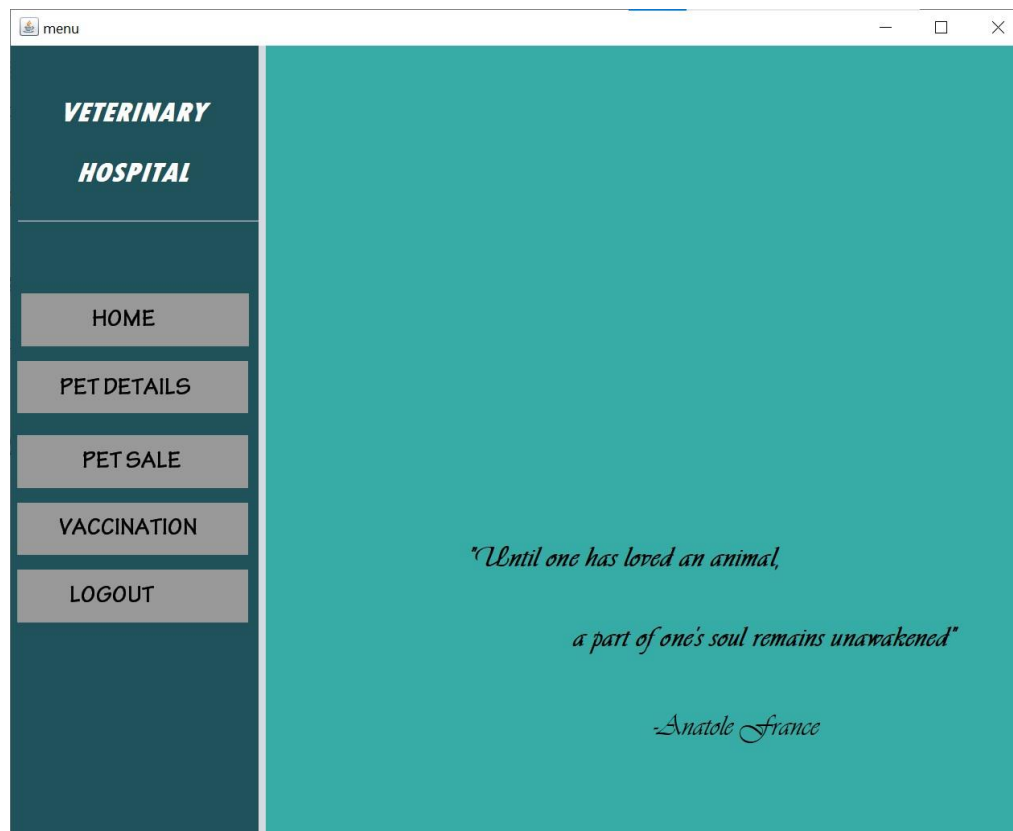 menu
VETERINARY
HOSPITAL
HOME
PET DETAILS
PET SALE
VACCINATION
LOGOUT
"Until one has loved an animal,
a part of one's soul remains unawakened"
-Anatole France